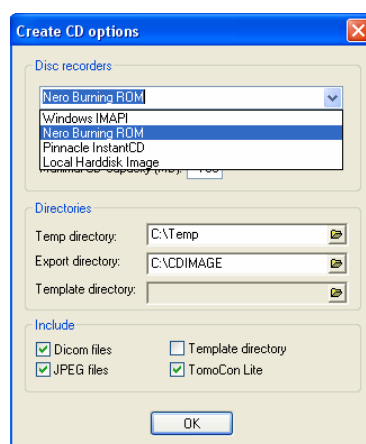 Create CD options
Disc recorders
Nero Burning ROM
Windows IMAPI
Nero Burning ROM
Pinnacle InstantCD
Local Harddisk Image
Directories
Temp directory: C:\Temp
Export directory: C:\CDIMAGE
Template directory:
Include
Dicom files Template directory
JPEG files TomoCon Lite
OK